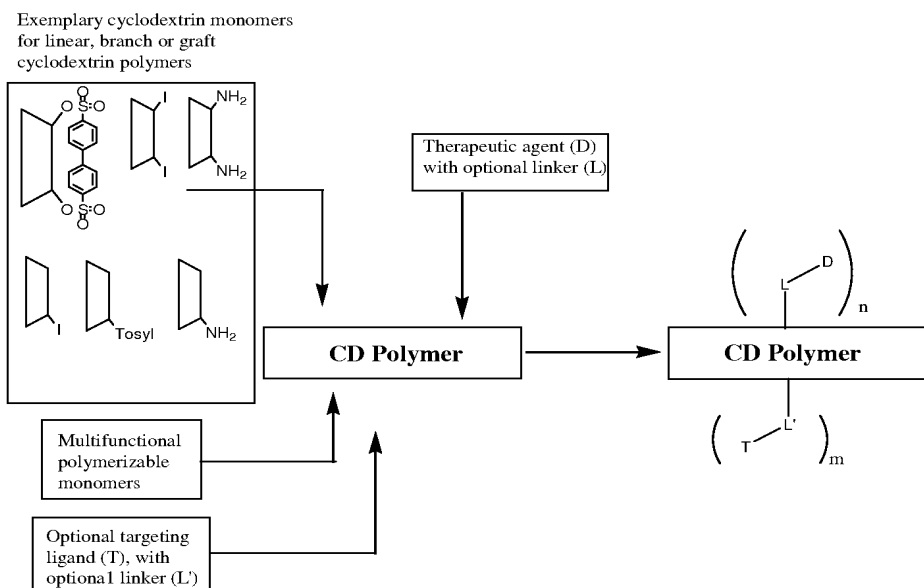 Exemplary cyclodextrin monomers
for linear, branch or graft
cyclodextrin polymers
O
S=O
O
I
I
NH2
NH2
O
S=O
O
I
Tosyl
NH2
Therapeutic agent (D)
with optional linker (L)
CD Polymer
Multifunctional
polymerizable
monomers
Optional targeting
ligand (T), with
optiona1 linker (L')
D
L
n
CD Polymer
L'
T
m